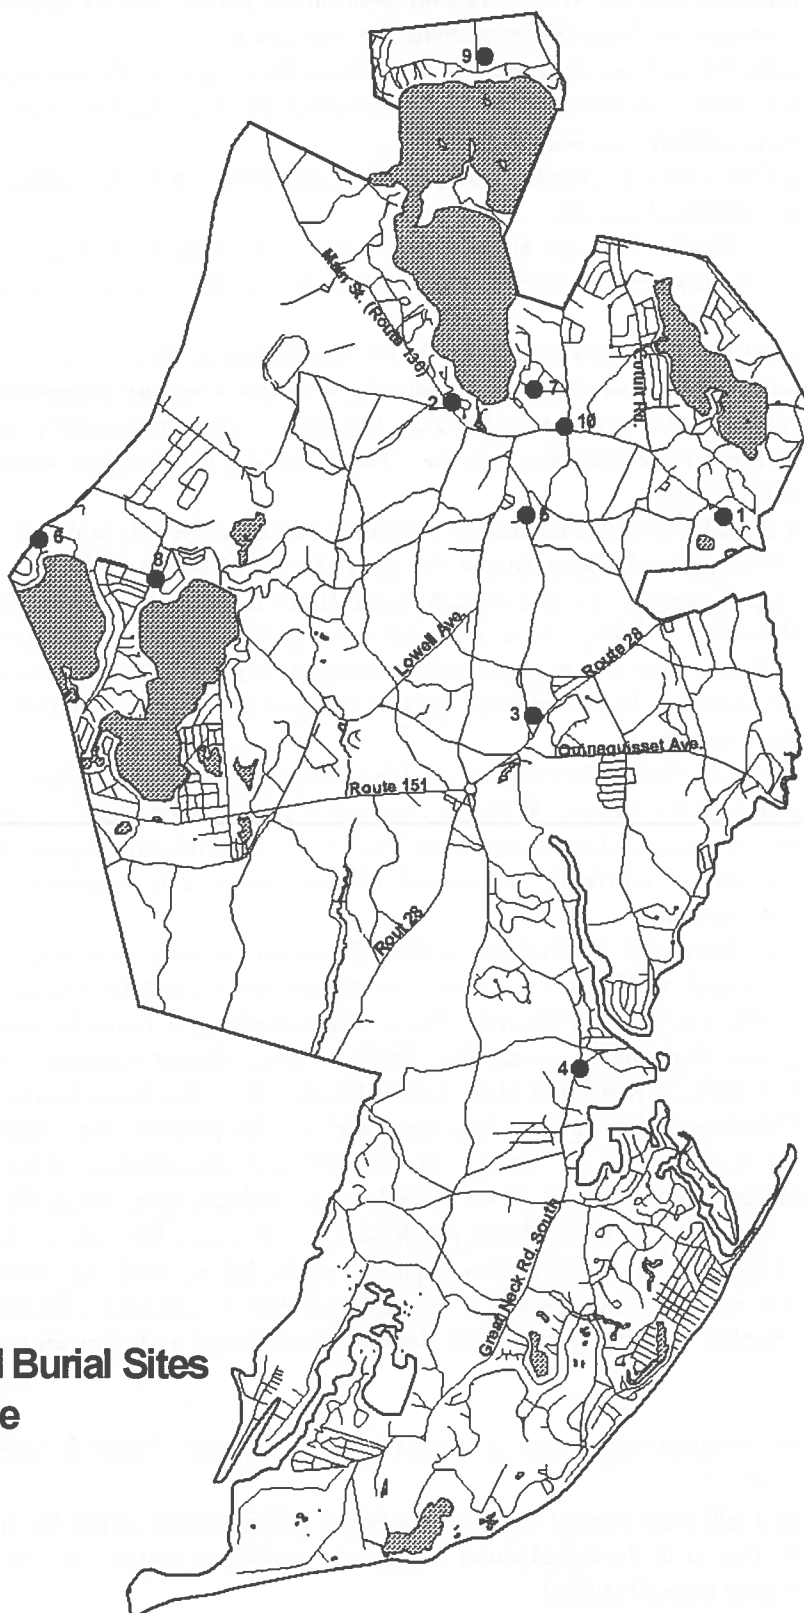 9
Main St. (Route 130)
Court Rd.
7
2
10
5
1
6
8
Lowell Ave.
Route 28
3
Quinaquisset Ave.
Route 151
Rout 28
4
Great Neck Rd. South
Burial Sites